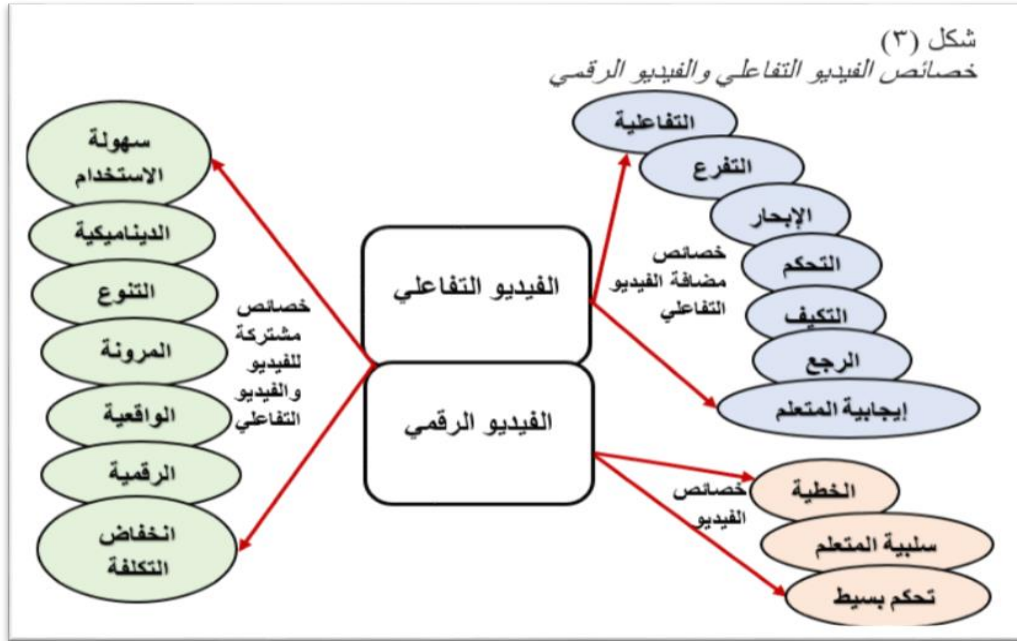 شكل (٣)
خصائص الفيديو التفاعلي والفيديو الرقمي
التفاعلية
التفرع
الإبحار
التحكم
التكيف
الرجع
إيجابية المتعلم
خصائص
مضافة الفيديو
التفاعلي
الفيديو التفاعلي
الفيديو الرقمي
خصائص
الفيديو
الخطية
سلبية المتعلم
تحكم بسيط
خصائص
مشتركة
للفيديو
والفيديو
التفاعلي
سهولة
الاستخدام
الديناميكية
التنوع
المرونة
الواقعية
الرقمية
انخفاض
التكلفة